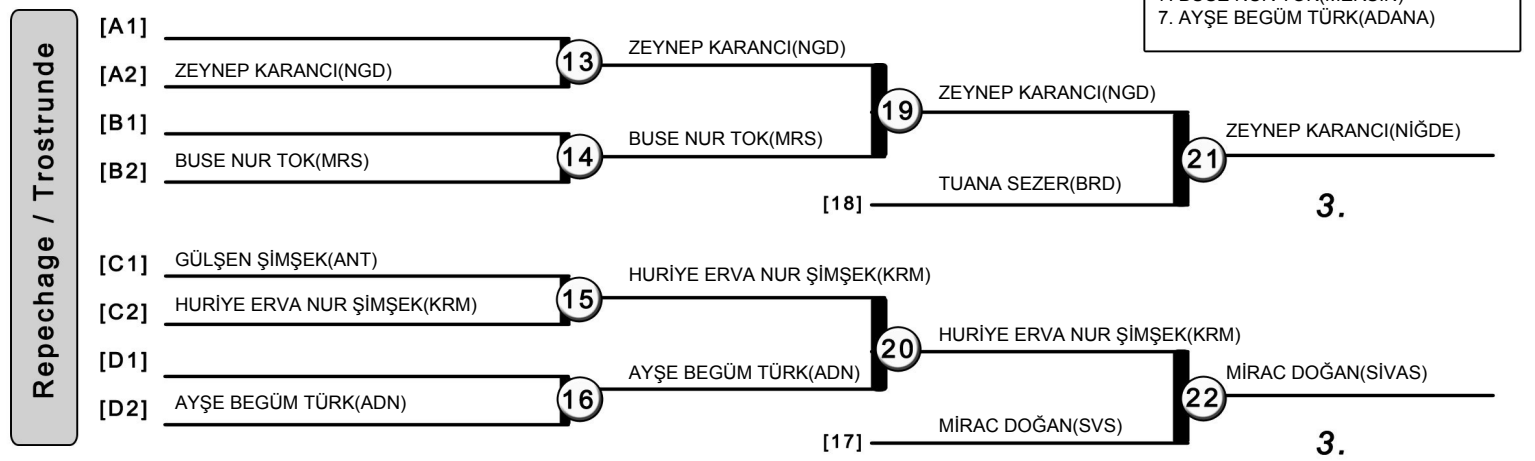 7. AYŞE BEGÜM TÜRK(ADANA)
Repechage / Trostrunde
[A1]
[A2] ZEYNEP KARANCI(NGD)
13
ZEYNEP KARANCI(NGD)
[B1]
[B2] BUSE NUR TOK(MRS)
14
BUSE NUR TOK(MRS)
19
ZEYNEP KARANCI(NGD)
[18] TUANA SEZER(BRD)
21
ZEYNEP KARANCI(NİĞDE)
3.
[C1] GÜLŞEN ŞİMŞEK(ANT)
[C2] HURİYE ERVA NUR ŞİMŞEK(KRM)
15
HURİYE ERVA NUR ŞİMŞEK(KRM)
[D1]
[D2] AYŞE BEGÜM TÜRK(ADN)
16
AYŞE BEGÜM TÜRK(ADN)
20
HURİYE ERVA NUR ŞİMŞEK(KRM)
[17] MİRAC DOĞAN(SVS)
22
MİRAC DOĞAN(SİVAS)
3.